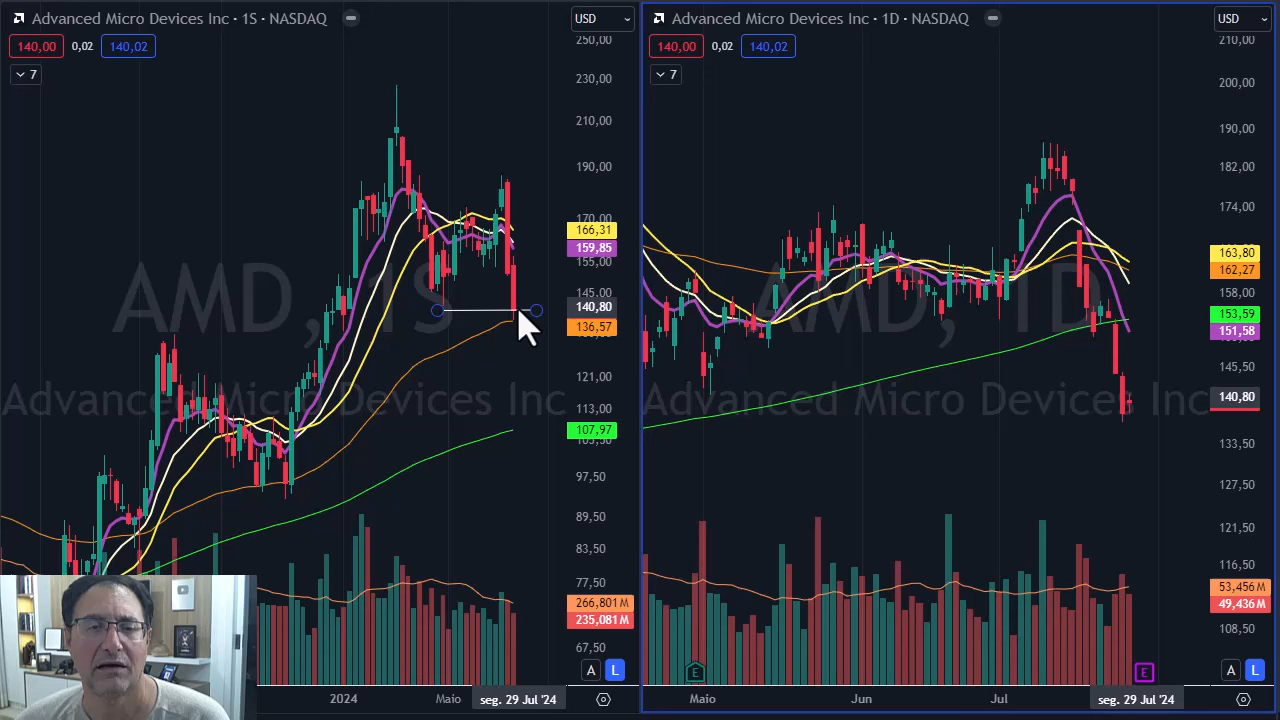 Advanced Micro Devices Inc · 1S · NASDAQ
USD
140,00 0,02 140,02
7
250,00
230,00
210,00
190,00
170,00
166,31
159,85
155,00
145,00
140,80
136,57
121,00
113,00
107,97
105,50
97,50
89,50
83,50
77,50
266,801 M
235,081 M
67,50
AMD, 1S
Advanced Micro Devices Inc
A L
2024 Maio seg. 29 Jul '24
Advanced Micro Devices Inc · 1D · NASDAQ
USD
140,00 0,02 140,02
7
210,00
200,00
190,00
182,00
174,00
163,80
162,27
158,00
153,59
151,58
145,50
140,80
133,50
127,50
121,50
116,50
53,456 M
49,436 M
108,50
AMD, 1D
Advanced Micro Devices Inc
E E
A L
Maio Jun Jul seg. 29 Jul '24